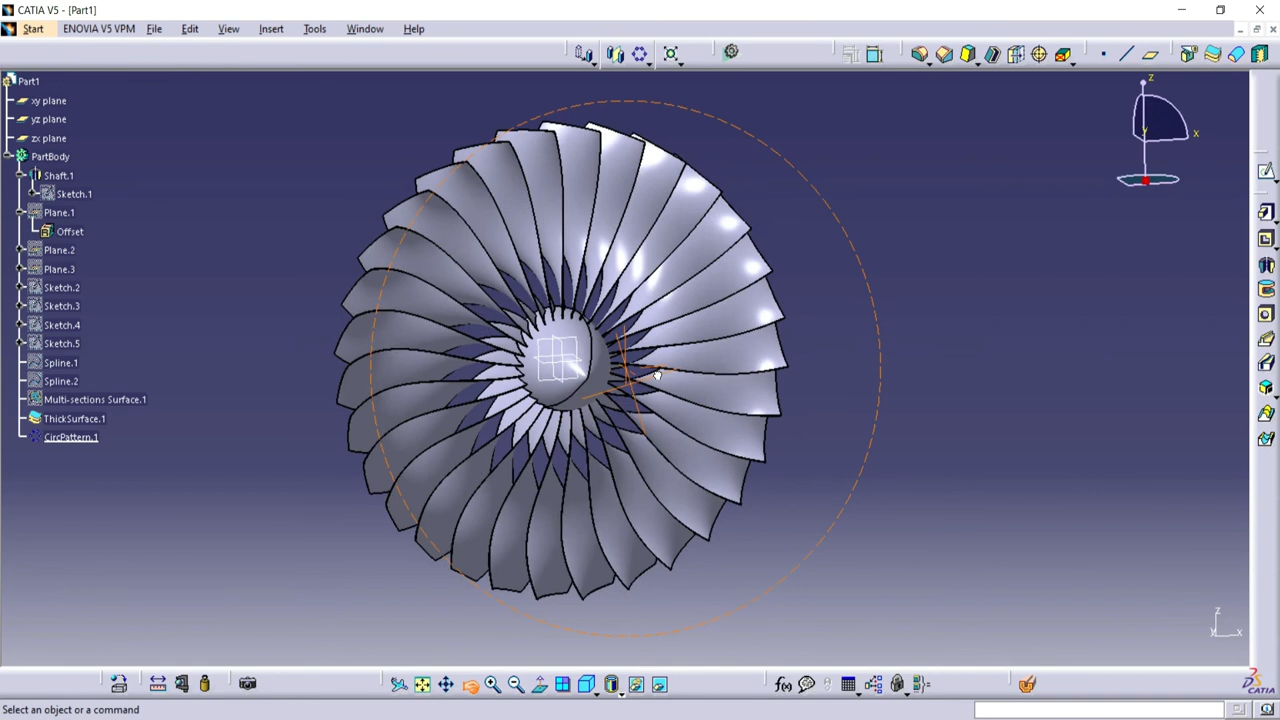 CATIA V5 - [Part1]
Start ENOVIA V5 VPM File Edit View Insert Tools Window Help
Part1
xy plane
yz plane
zx plane
PartBody
Shaft.1
Sketch.1
Plane.1
Offset
Plane.2
Plane.3
Sketch.2
Sketch.3
Sketch.4
Sketch.5
Spline.1
Spline.2
Multi-sections Surface.1
ThickSurface.1
CircPattern.1
z
y
x
z
y x
f(x)
CATIA
Select an object or a command